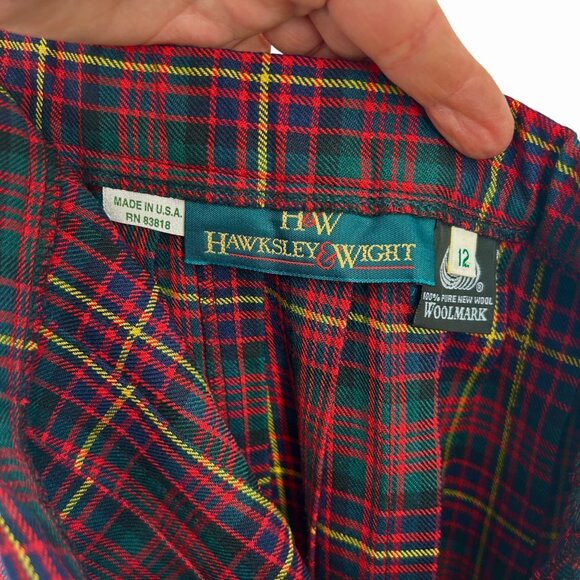 MADE IN U.S.A.
RN 83818
H&W
HAWKSLEY & WIGHT
12
®
100% PURE NEW WOOL
WOOLMARK